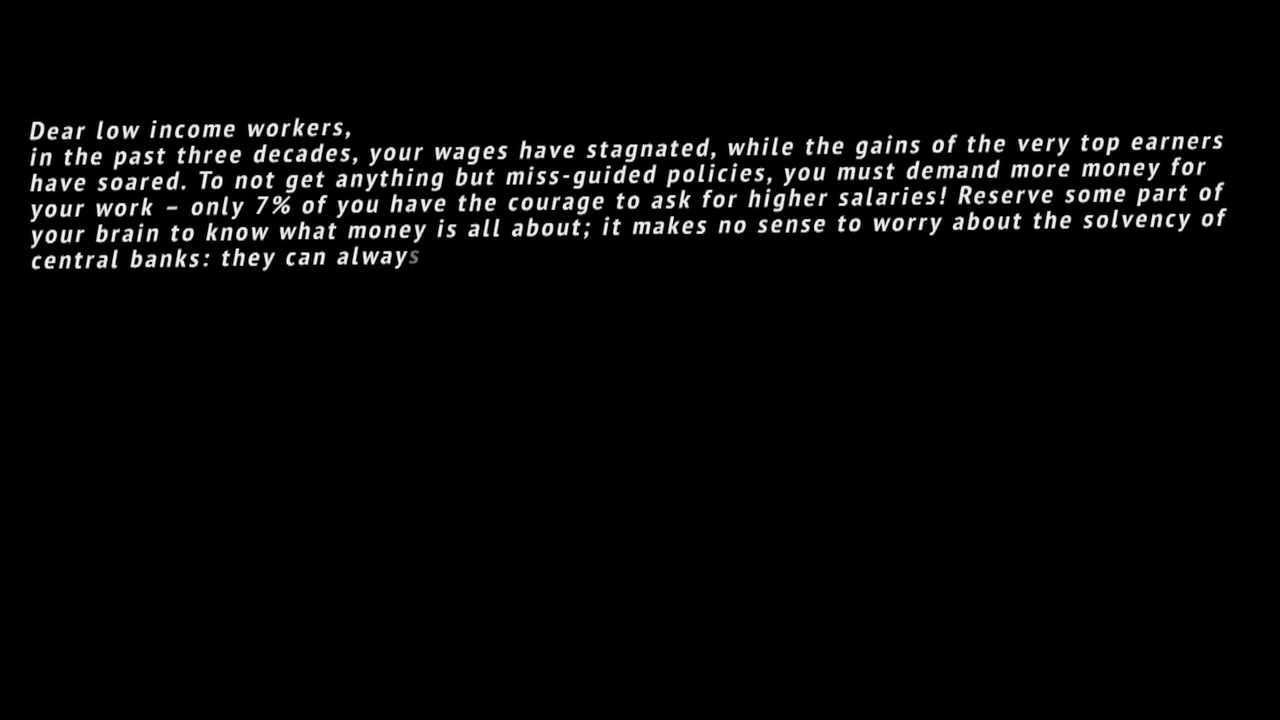 Dear low income workers,
in the past three decades, your wages have stagnated, while the gains of the very top earners
have soared. To not get anything but miss-guided policies, you must demand more money for
your work – only 7% of you have the courage to ask for higher salaries! Reserve some part of
your brain to know what money is all about; it makes no sense to worry about the solvency of
central banks: they can always